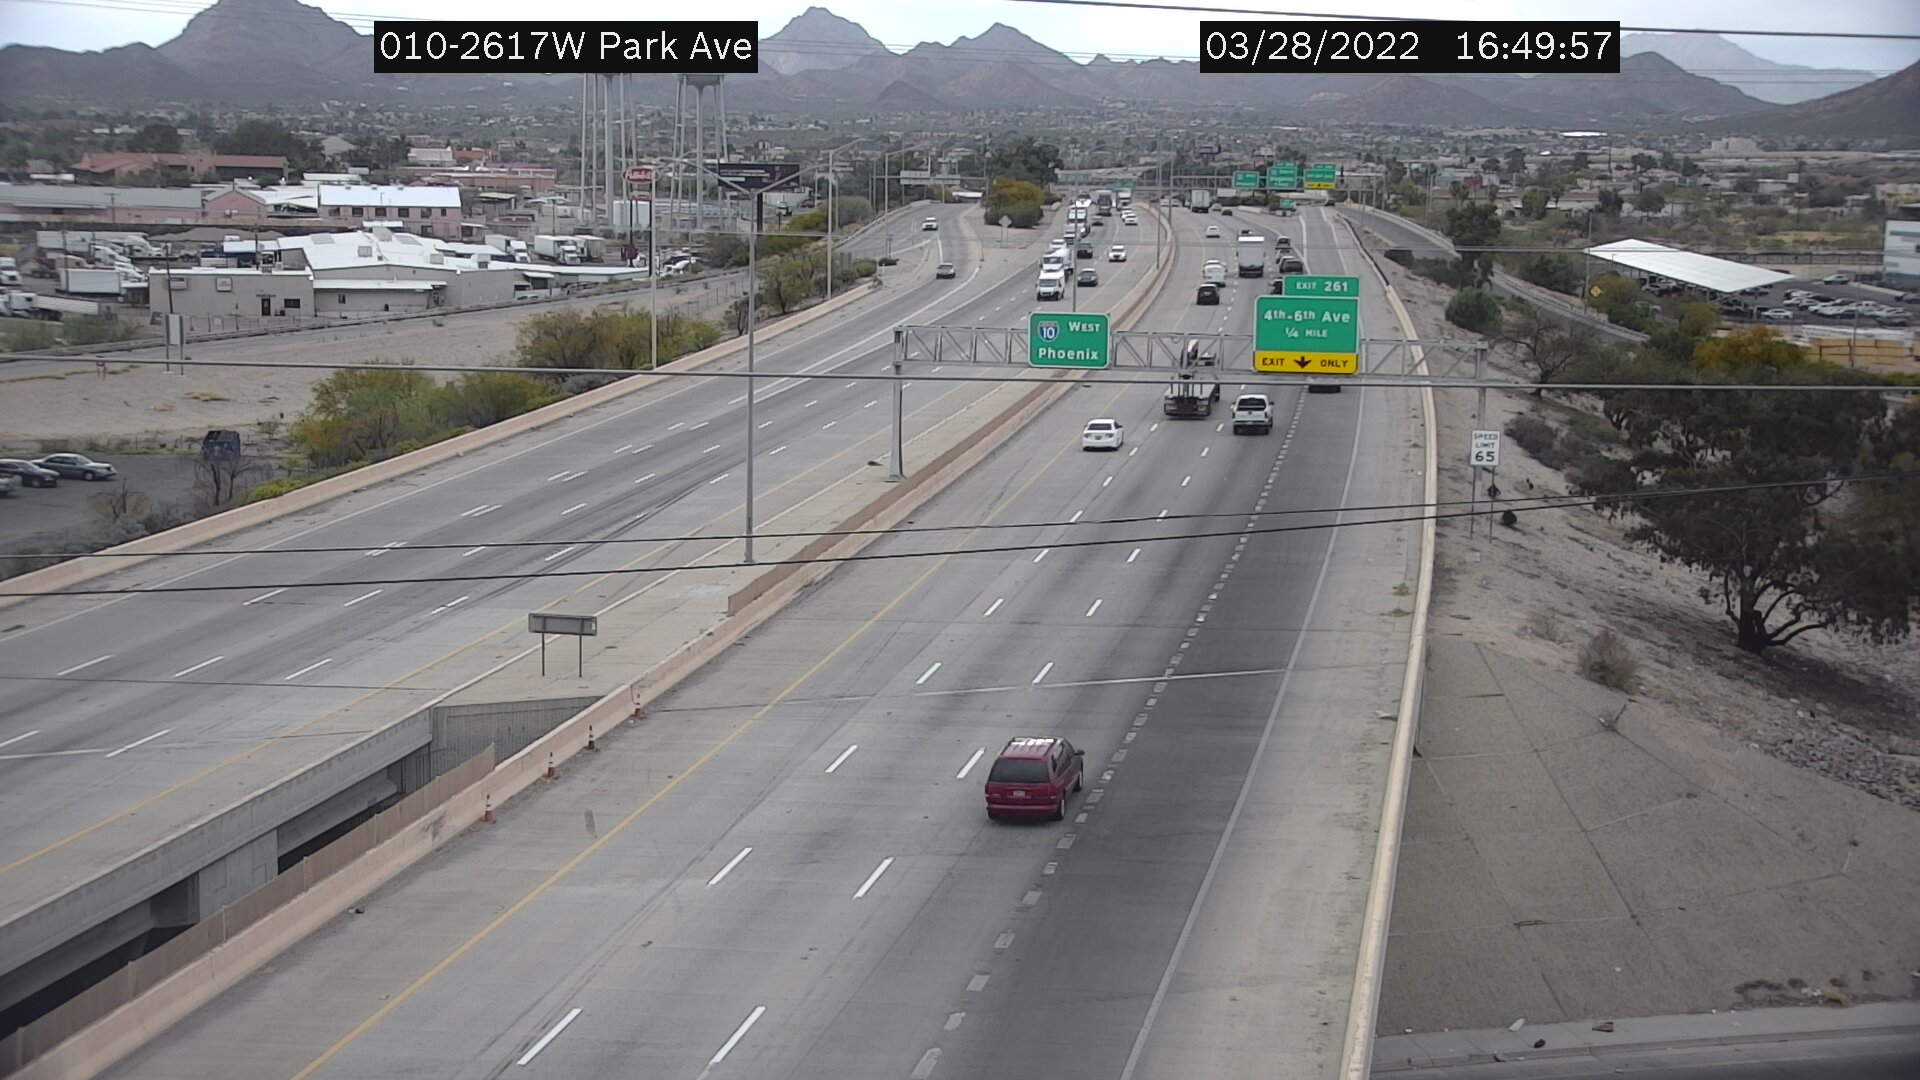 010-2617W Park Ave
03/28/2022 16:49:57
EXIT 261
4th-6th Ave
1/4 MILE
EXIT ONLY
10 WEST
Phoenix
SPEED
LIMIT
65